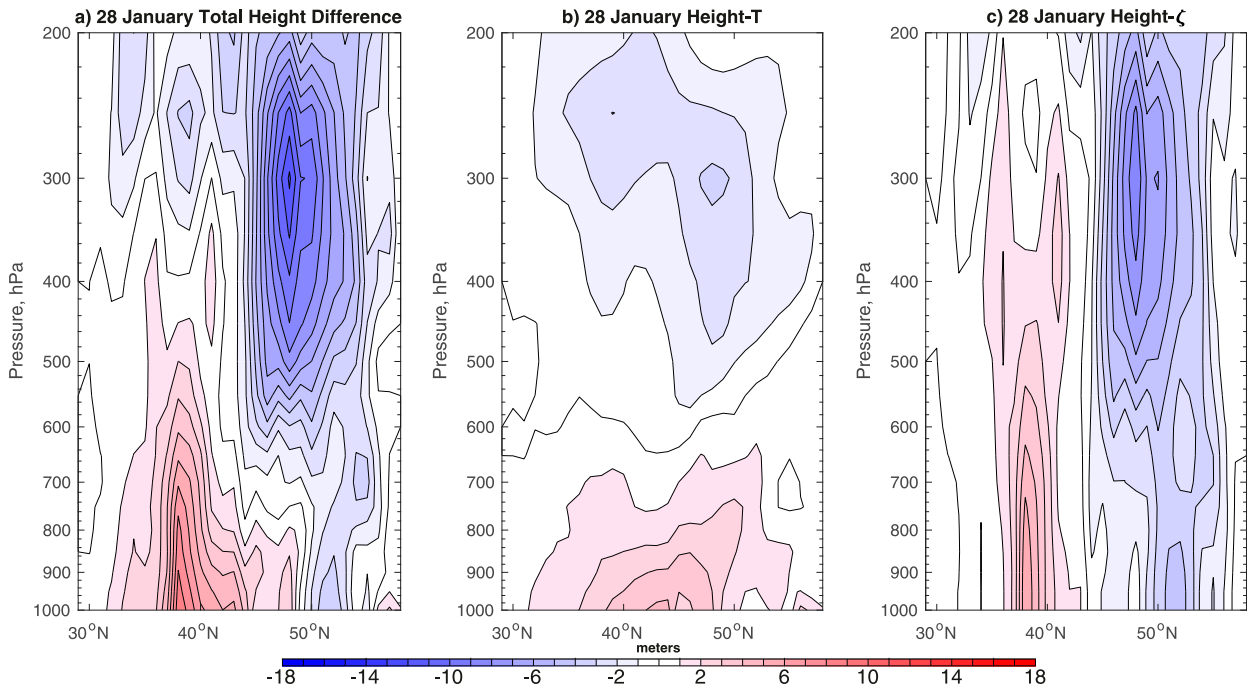 a) 28 January Total Height Difference
b) 28 January Height-T
c) 28 January Height-ζ
200
300
400
500
600
700
800
900
1000
Pressure, hPa
30°N
40°N
50°N
200
300
400
500
600
700
800
900
1000
Pressure, hPa
30°N
40°N
50°N
200
300
400
500
600
700
800
900
1000
Pressure, hPa
30°N
40°N
50°N
meters
-18 -14 -10 -6 -2 2 6 10 14 18